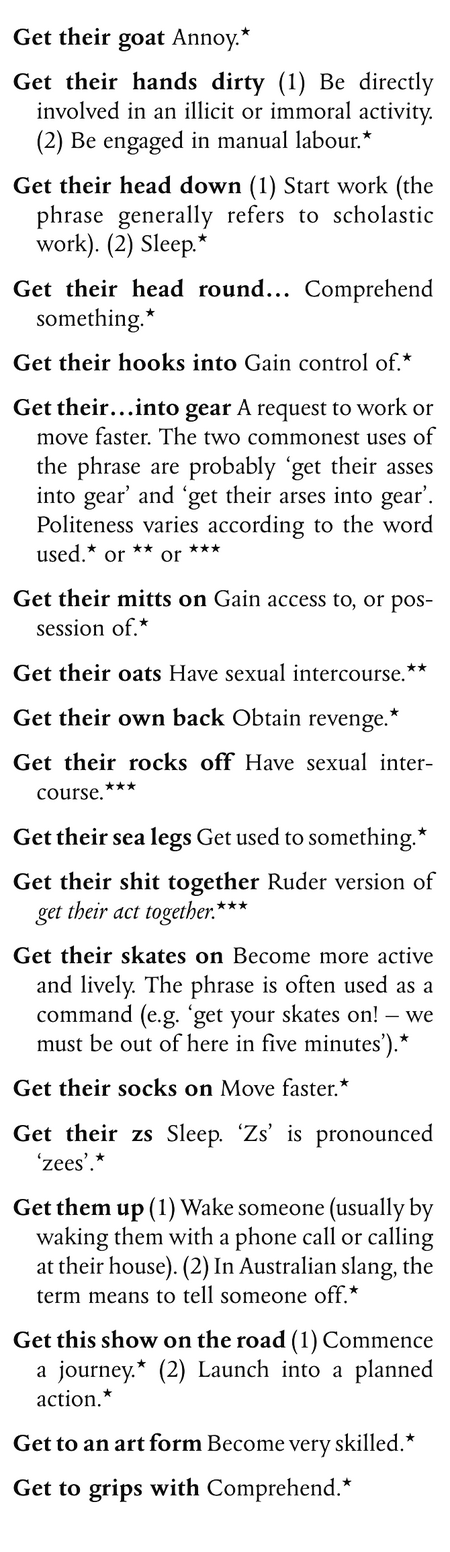 Get their goat Annoy.★
Get their hands dirty (1) Be directly
involved in an illicit or immoral activity.
(2) Be engaged in manual labour.★
Get their head down (1) Start work (the
phrase generally refers to scholastic
work). (2) Sleep.★
Get their head round… Comprehend
something.★
Get their hooks into Gain control of.★
Get their…into gear A request to work or
move faster. The two commonest uses of
the phrase are probably ‘get their asses
into gear’ and ‘get their arses into gear’.
Politeness varies according to the word
used.★ or ★★ or ★★★
Get their mitts on Gain access to, or pos-
session of.★
Get their oats Have sexual intercourse.★★
Get their own back Obtain revenge.★
Get their rocks off Have sexual inter-
course.★★★
Get their sea legs Get used to something.★
Get their shit together Ruder version of
get their act together.★★★
Get their skates on Become more active
and lively. The phrase is often used as a
command (e.g. ‘get your skates on! – we
must be out of here in five minutes’).★
Get their socks on Move faster.★
Get their zs Sleep. ‘Zs’ is pronounced
‘zees’.★
Get them up (1) Wake someone (usually by
waking them with a phone call or calling
at their house). (2) In Australian slang, the
term means to tell someone off.★
Get this show on the road (1) Commence
a journey.★ (2) Launch into a planned
action.★
Get to an art form Become very skilled.★
Get to grips with Comprehend.★